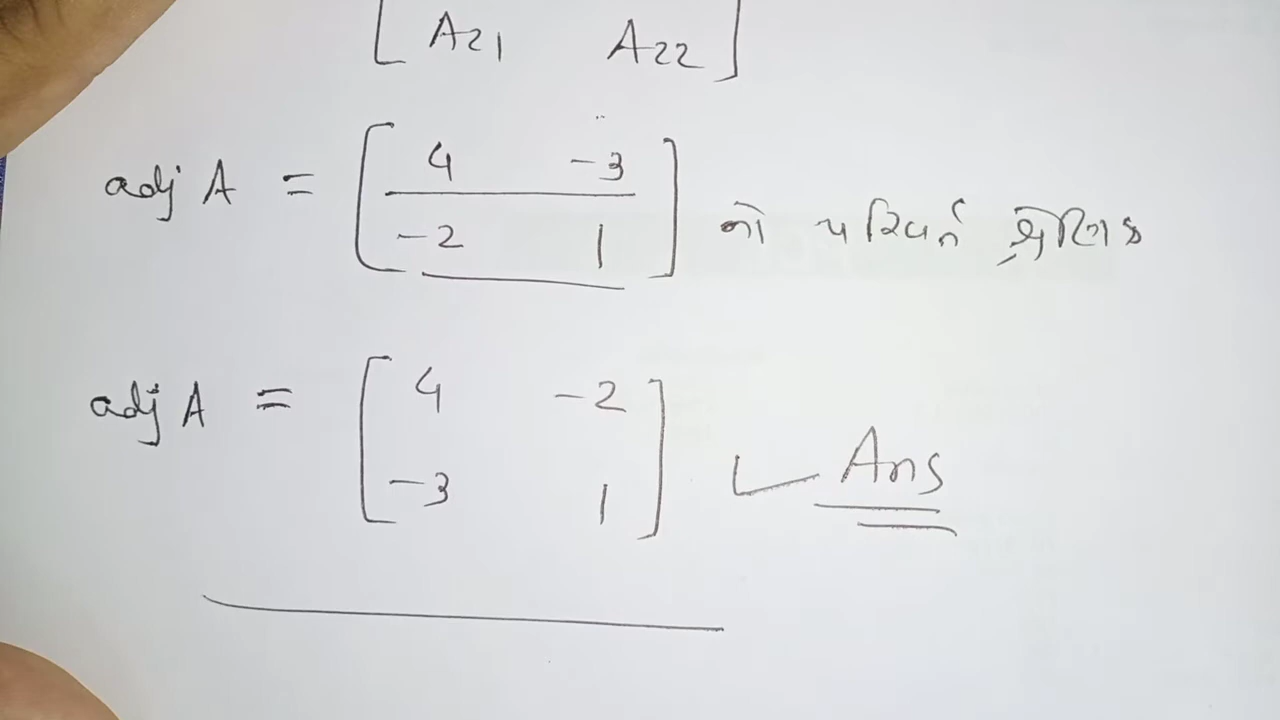 [ A21 A22 ]
adj A = [ 4 -3
-2 1 ] નો પરિવર્ત શ્રેણિક
adj A = [ 4 -2
-3 1 ] Ans